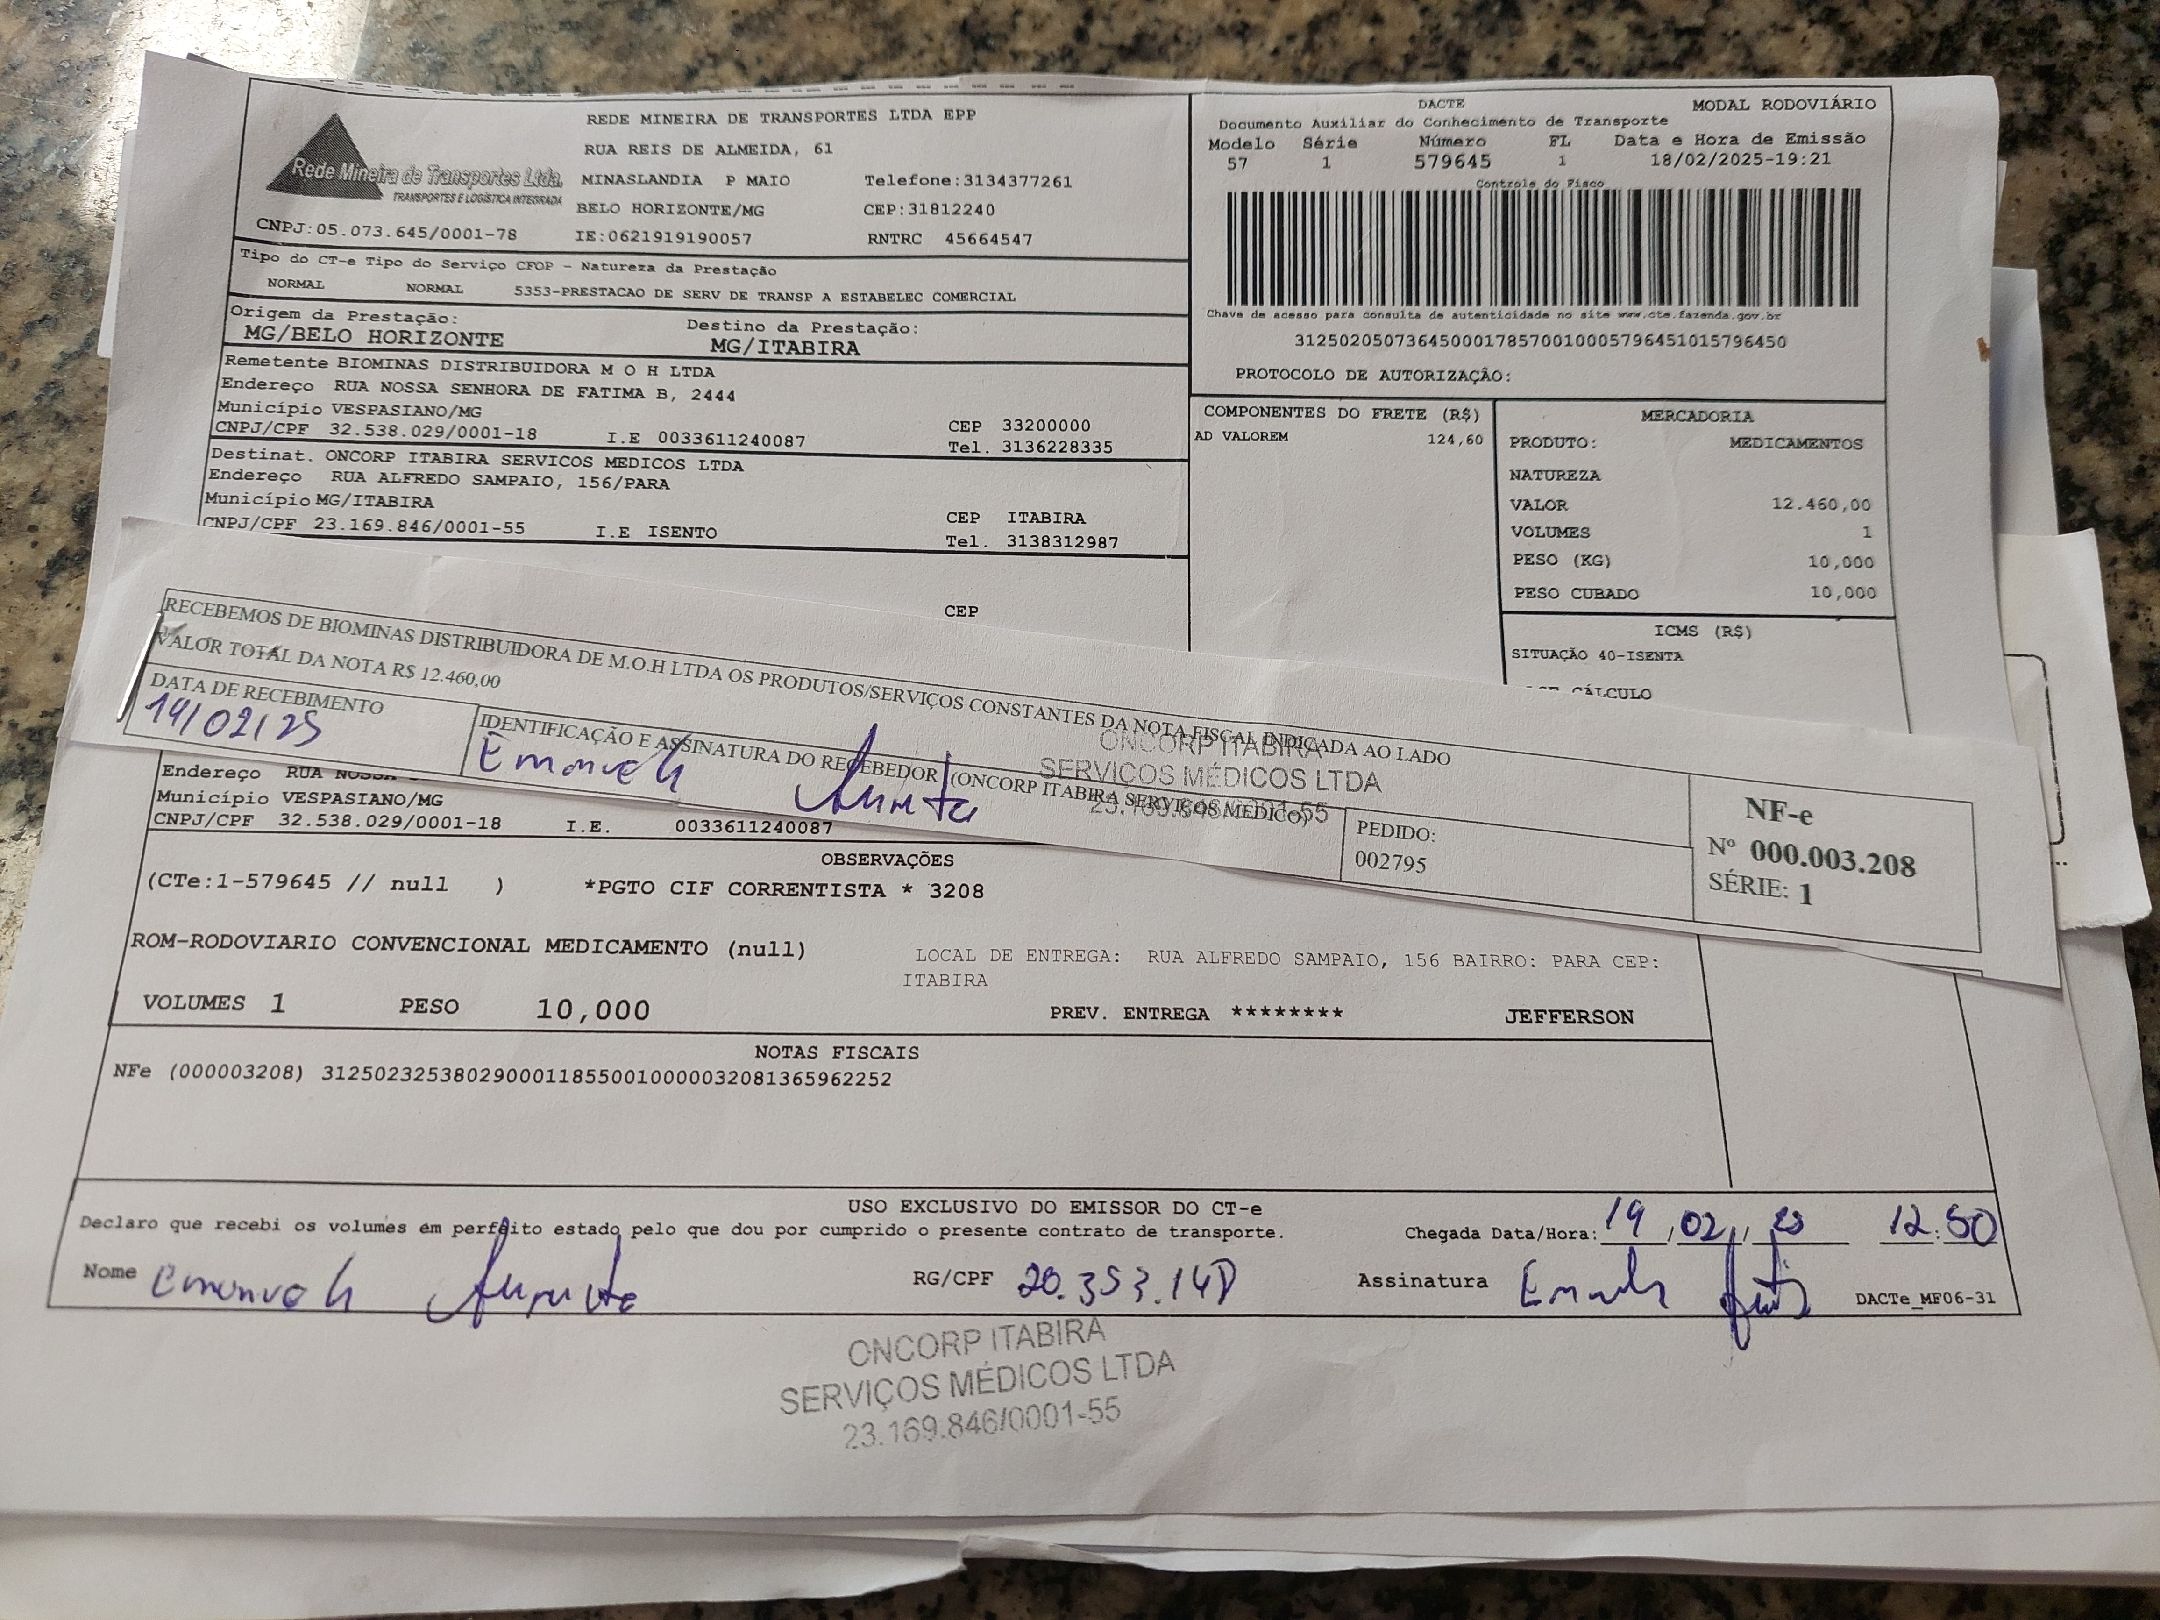 REDE MINEIRA DE TRANSPORTES LTDA EPP
RUA REIS DE ALMEIDA, 61
Rede Mineira de Transportes Ltda.
TRANSPORTES E LOGÍSTICA INTEGRADA
MINASLANDIA P MAIO Telefone:3134377261
BELO HORIZONTE/MG CEP:31812240
CNPJ:05.073.645/0001-78 IE:0621919190057 RNTRC 45664547
DACTE MODAL RODOVIÁRIO
Documento Auxiliar do Conhecimento de Transporte
Modelo Série Número FL Data e Hora de Emissão
57 1 579645 1 18/02/2025-19:21
Controle do Fisco
Chave de acesso para consulta de autenticidade no site www.cte.fazenda.gov.br
31250205073645000178570010005796451015796450
PROTOCOLO DE AUTORIZAÇÃO:
Tipo do CT-e Tipo do Serviço CFOP - Natureza da Prestação
NORMAL NORMAL 5353-PRESTACAO DE SERV DE TRANSP A ESTABELEC COMERCIAL
Origem da Prestação: Destino da Prestação:
MG/BELO HORIZONTE MG/ITABIRA
Remetente BIOMINAS DISTRIBUIDORA M O H LTDA
Endereço RUA NOSSA SENHORA DE FATIMA B, 2444
Município VESPASIANO/MG CEP 33200000
CNPJ/CPF 32.538.029/0001-18 I.E 0033611240087 Tel. 3136228335
Destinat. ONCORP ITABIRA SERVICOS MEDICOS LTDA
Endereço RUA ALFREDO SAMPAIO, 156/PARA
Município MG/ITABIRA CEP ITABIRA
CNPJ/CPF 23.169.846/0001-55 I.E ISENTO Tel. 3138312987
CEP
COMPONENTES DO FRETE (R$)
AD VALOREM 124,60
MERCADORIA
PRODUTO: MEDICAMENTOS
NATUREZA
VALOR 12.460,00
VOLUMES 1
PESO (KG) 10,000
PESO CUBADO 10,000
ICMS (R$)
SITUAÇÃO 40-ISENTA
CÁLCULO
RECEBEMOS DE BIOMINAS DISTRIBUIDORA DE M.O.H LTDA OS PRODUTOS/SERVIÇOS CONSTANTES DA NOTA FISCAL INDICADA AO LADO
VALOR TOTAL DA NOTA R$ 12.460,00
DATA DE RECEBIMENTO
19/02/25
IDENTIFICAÇÃO E ASSINATURA DO RECEBEDOR (ONCORP ITABIRA SERVIÇOS MEDICO)
ONCORP ITABIRA
SERVIÇOS MÉDICOS LTDA
23.169.846/0001-55
PEDIDO:
002795
NF-e
Nº 000.003.208
SÉRIE: 1
Endereço RUA NOSSA
Município VESPASIANO/MG
CNPJ/CPF 32.538.029/0001-18 I.E. 0033611240087
OBSERVAÇÕES
(CTe:1-579645 // null ) *PGTO CIF CORRENTISTA * 3208
ROM-RODOVIARIO CONVENCIONAL MEDICAMENTO (null)
LOCAL DE ENTREGA: RUA ALFREDO SAMPAIO, 156 BAIRRO: PARA CEP:
ITABIRA
VOLUMES 1 PESO 10,000 PREV. ENTREGA ******** JEFFERSON
NOTAS FISCAIS
NFe (000003208) 31250232538029000118550010000032081365962252
USO EXCLUSIVO DO EMISSOR DO CT-e
Declaro que recebi os volumes em perfeito estado pelo que dou por cumprido o presente contrato de transporte.
Chegada Data/Hora: 19/02/25 12:50
Nome RG/CPF Assinatura
DACTe_MF06-31
ONCORP ITABIRA
SERVIÇOS MÉDICOS LTDA
23.169.846/0001-55